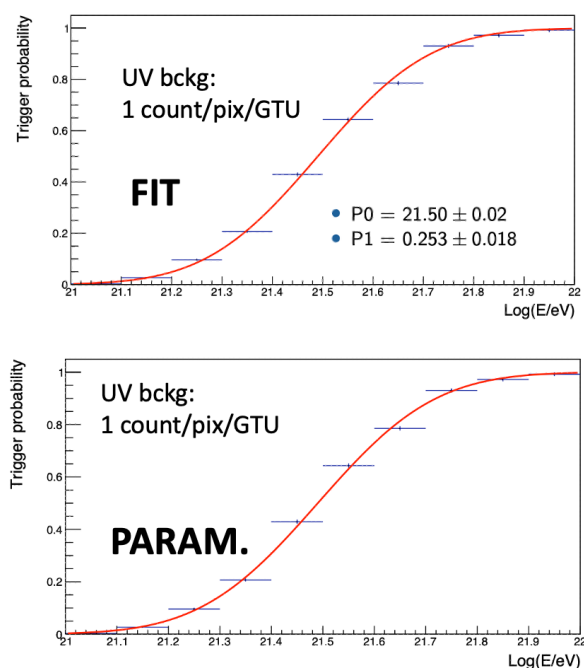 Trigger probability
1
0.8
0.6
0.4
0.2
0
UV bckg:
1 count/pix/GTU
FIT
P0 = 21.50 ± 0.02
P1 = 0.253 ± 0.018
21 21.1 21.2 21.3 21.4 21.5 21.6 21.7 21.8 21.9 22
Log(E/eV)
Trigger probability
1
0.8
0.6
0.4
0.2
0
UV bckg:
1 count/pix/GTU
PARAM.
21 21.1 21.2 21.3 21.4 21.5 21.6 21.7 21.8 21.9 22
Log(E/eV)